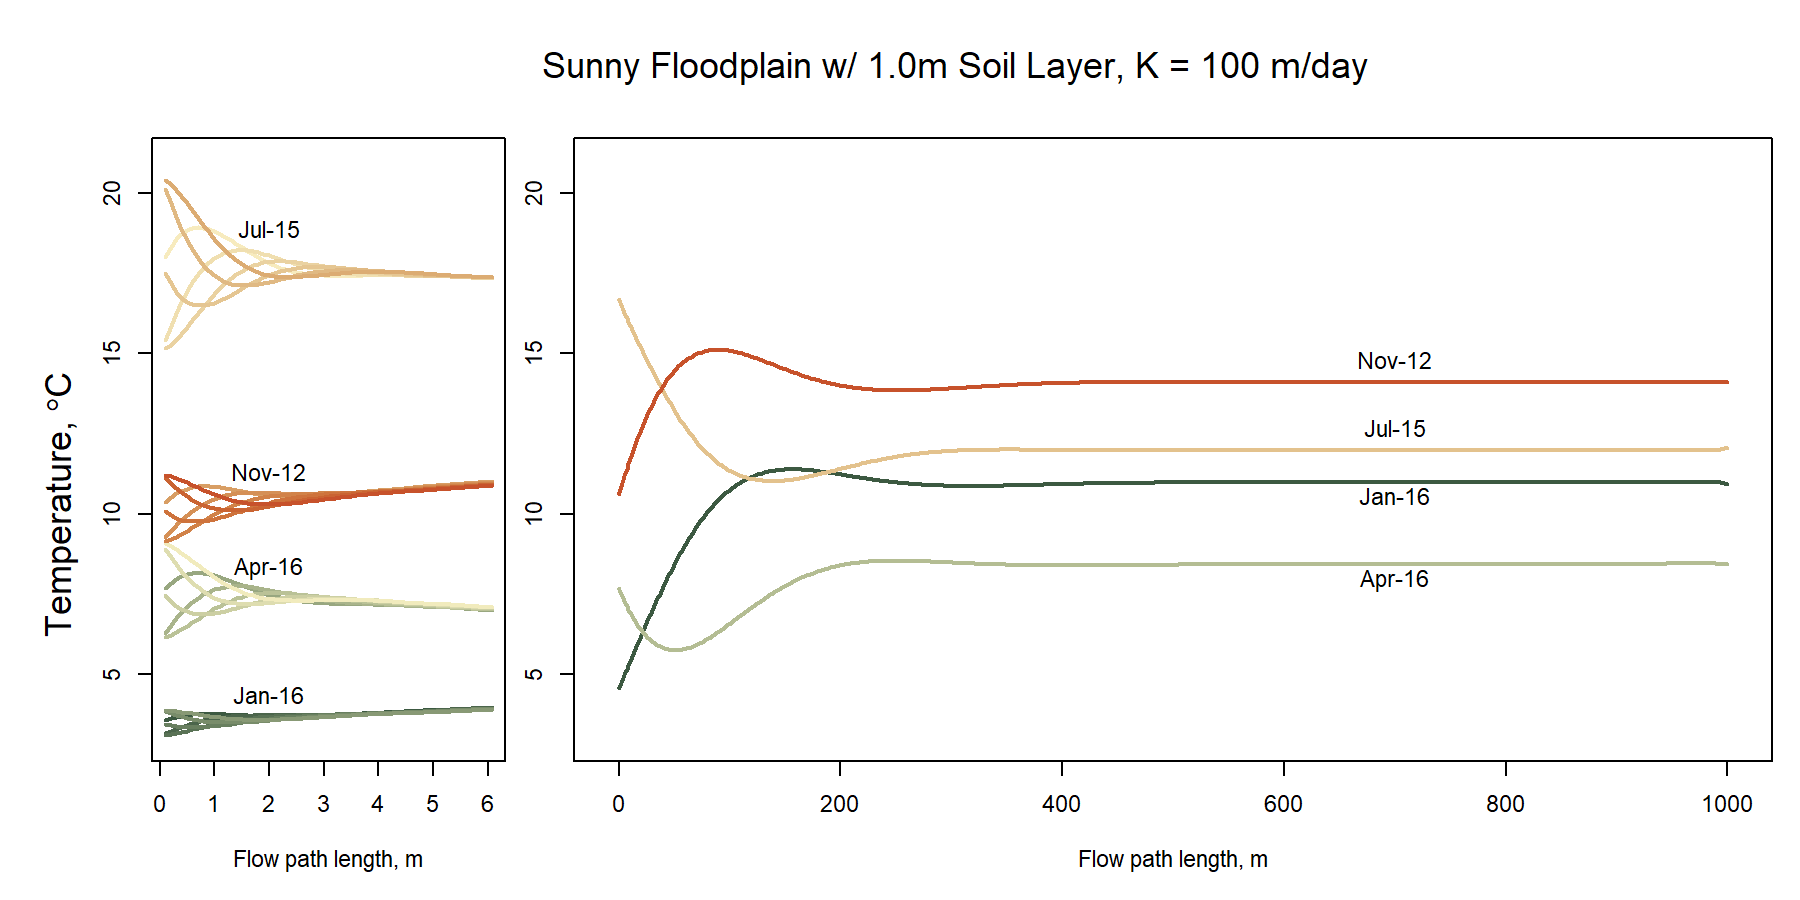 Sunny Floodplain w/ 1.0m Soil Layer, K = 100 m/day
Temperature, °C
20
15
10
5
Jul-15
Nov-12
Apr-16
Jan-16
0 1 2 3 4 5 6
Flow path length, m
20
15
10
5
Nov-12
Jul-15
Jan-16
Apr-16
0 200 400 600 800 1000
Flow path length, m